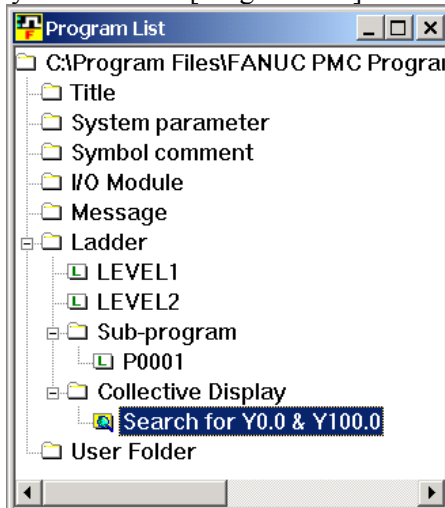 Program List
C:\Program Files\FANUC PMC Program
Title
System parameter
Symbol comment
I/O Module
Message
Ladder
L LEVEL1
L LEVEL2
Sub-program
L P0001
Collective Display
Search for Y0.0 & Y100.0
User Folder